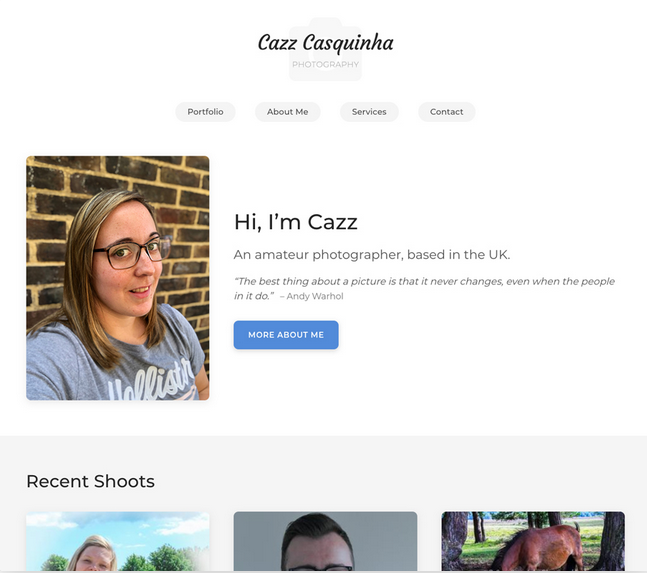 Cazz Casquinha
PHOTOGRAPHY
Portfolio About Me Services Contact
Hi, I’m Cazz
An amateur photographer, based in the UK.
“The best thing about a picture is that it never changes, even when the people
in it do.” – Andy Warhol
MORE ABOUT ME
Hollister
Recent Shoots